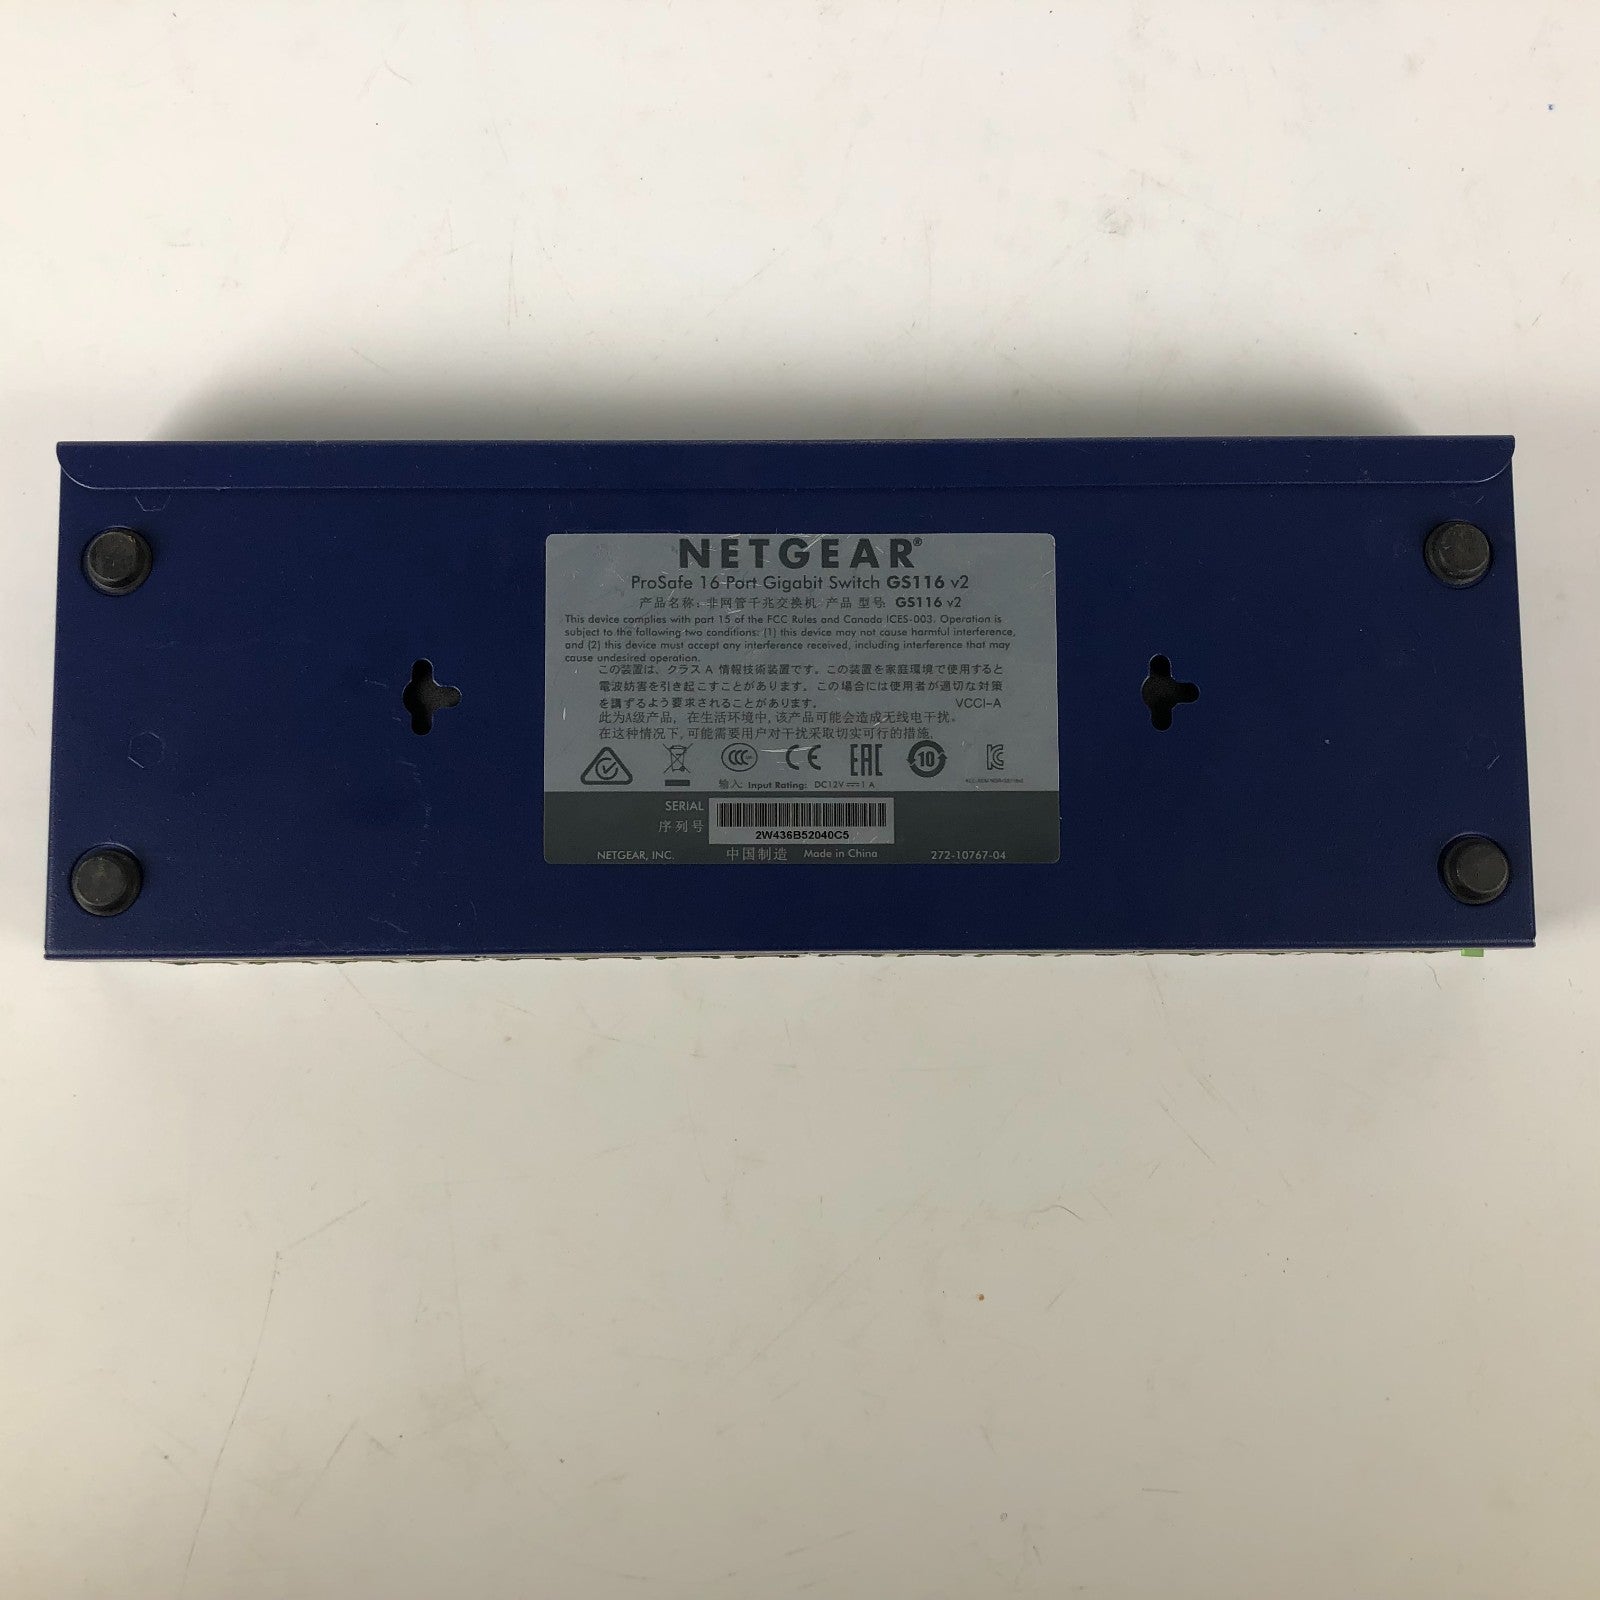 NETGEAR®
ProSafe 16 Port Gigabit Switch GS116 v2
产品名称: 非网管千兆交换机 产品 型号: GS116 v2
This device complies with part 15 of the FCC Rules and Canada ICES-003. Operation is
subject to the following two conditions: (1) this device may not cause harmful interference,
and (2) this device must accept any interference received, including interference that may
cause undesired operation.
この装置は、クラス A 情報技術装置です。この装置を家庭環境で使用すると
電波妨害を引き起こすことがあります。この場合には使用者が適切な対策
を講ずるよう要求されることがあります。 VCCI-A
此为A级产品, 在生活环境中, 该产品可能会造成无线电干扰。
在这种情况下, 可能需要用户对干扰采取切实可行的措施.
CCC CE EAC 10
输入 Input Rating: DC12V⎓1 A
SERIAL
序列号
2W436B52040C5
NETGEAR, INC. 中国制造 Made in China 272-10767-04